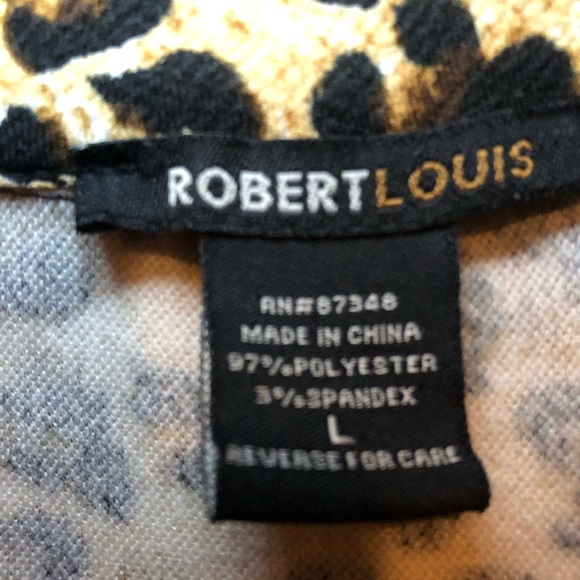 ROBERTLOUIS
RN#87348
MADE IN CHINA
97%POLYESTER
3%SPANDEX
L
REVERSE FOR CARE